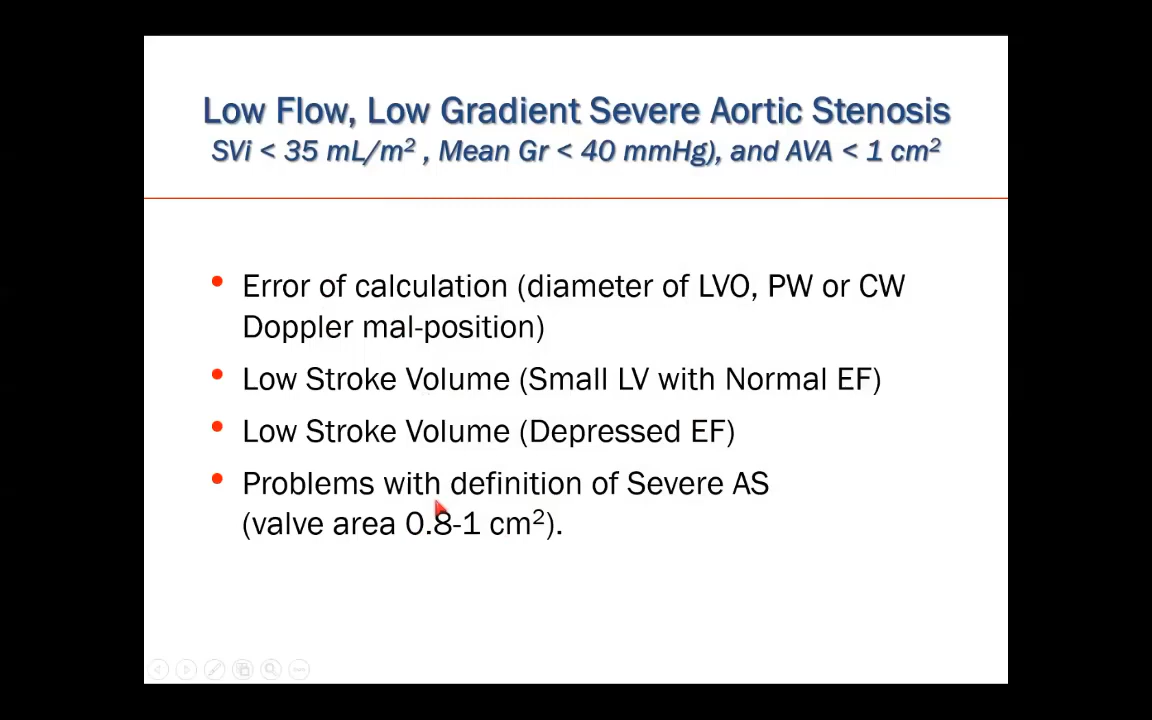 Low Flow, Low Gradient Severe Aortic Stenosis
SVi < 35 mL/m² , Mean Gr < 40 mmHg), and AVA < 1 cm²
• Error of calculation (diameter of LVO, PW or CW
Doppler mal-position)
• Low Stroke Volume (Small LV with Normal EF)
• Low Stroke Volume (Depressed EF)
• Problems with definition of Severe AS
(valve area 0.8-1 cm²).